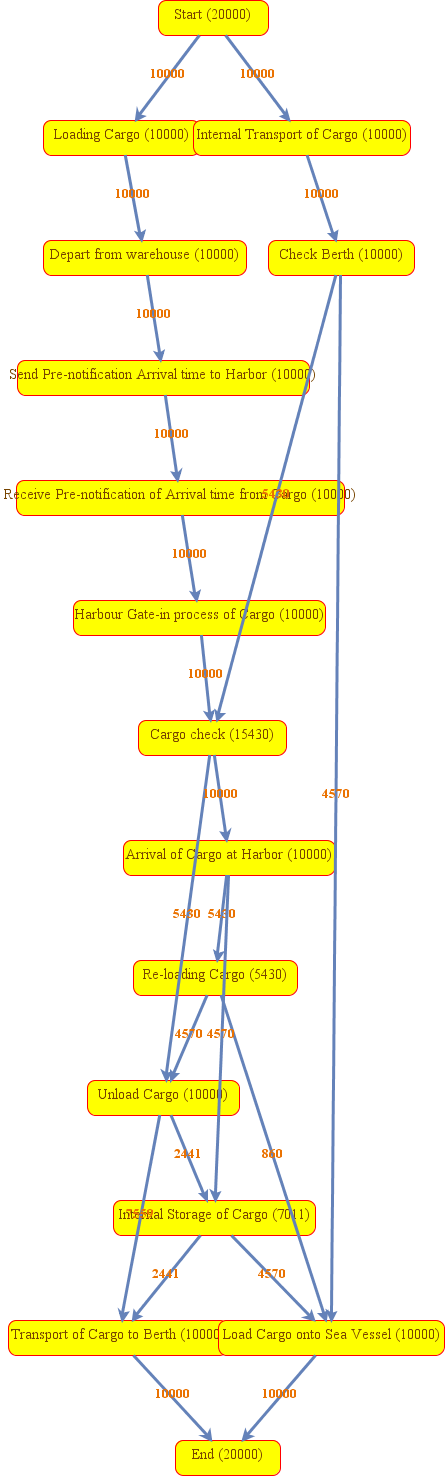 Start (20000)
10000
10000
Loading Cargo (10000)
Internal Transport of Cargo (10000)
10000
10000
Depart from warehouse (10000)
Check Berth (10000)
10000
Send Pre-notification Arrival time to Harbor (10000)
10000
Receive Pre-notification of Arrival time from Cargo (10000)
5430
10000
Harbour Gate-in process of Cargo (10000)
10000
Cargo check (15430)
10000
4570
Arrival of Cargo at Harbor (10000)
5430
5430
Re-loading Cargo (5430)
4570
4570
Unload Cargo (10000)
2441
860
Internal Storage of Cargo (7011)
2441
4570
Transport of Cargo to Berth (10000
Load Cargo onto Sea Vessel (10000)
10000
10000
End (20000)